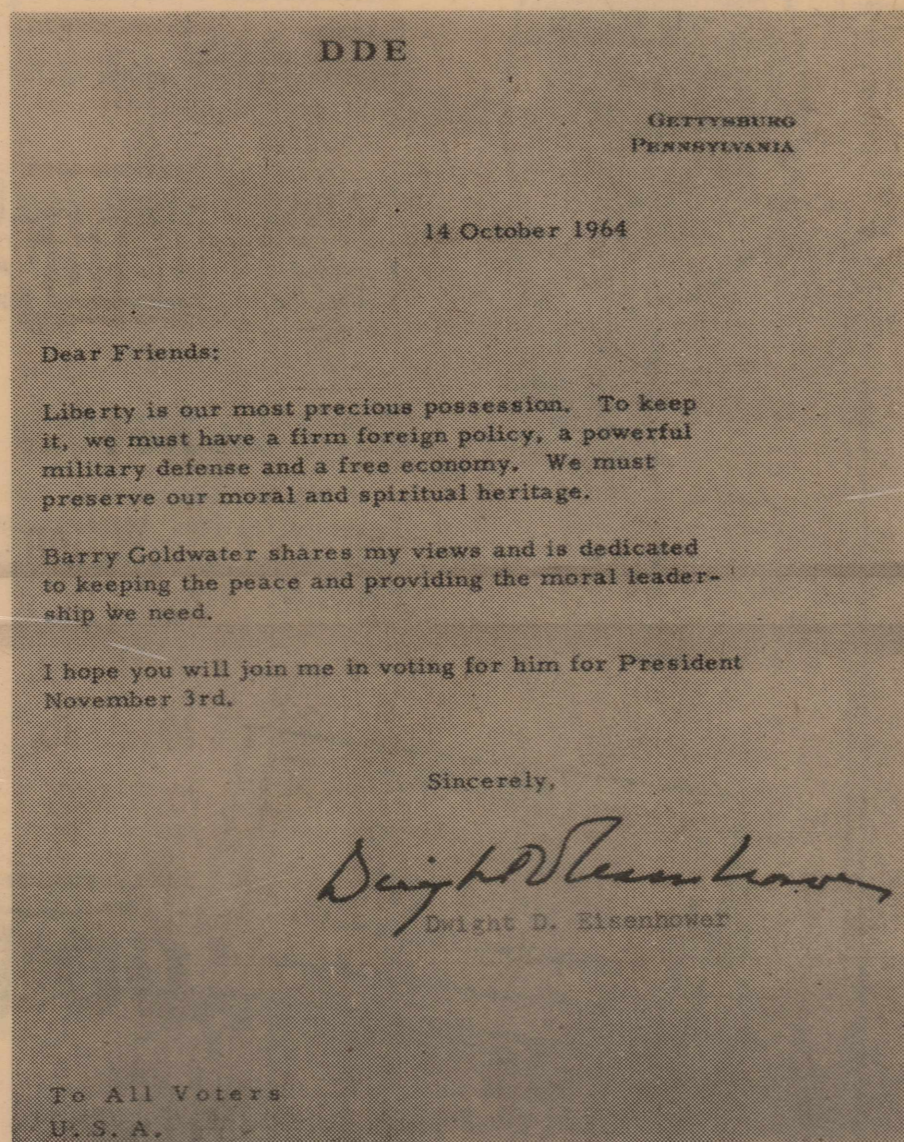 DDE
GETTYSBURG
PENNSYLVANIA
14 October 1964
Dear Friends:
Liberty is our most precious possession. To keep
it, we must have a firm foreign policy, a powerful
military defense and a free economy. We must
preserve our moral and spiritual heritage.
Barry Goldwater shares my views and is dedicated
to keeping the peace and providing the moral leader-
ship we need.
I hope you will join me in voting for him for President
November 3rd.
Sincerely,
Dwight D Eisenhower
Dwight D. Eisenhower
To All Voters
U. S. A.